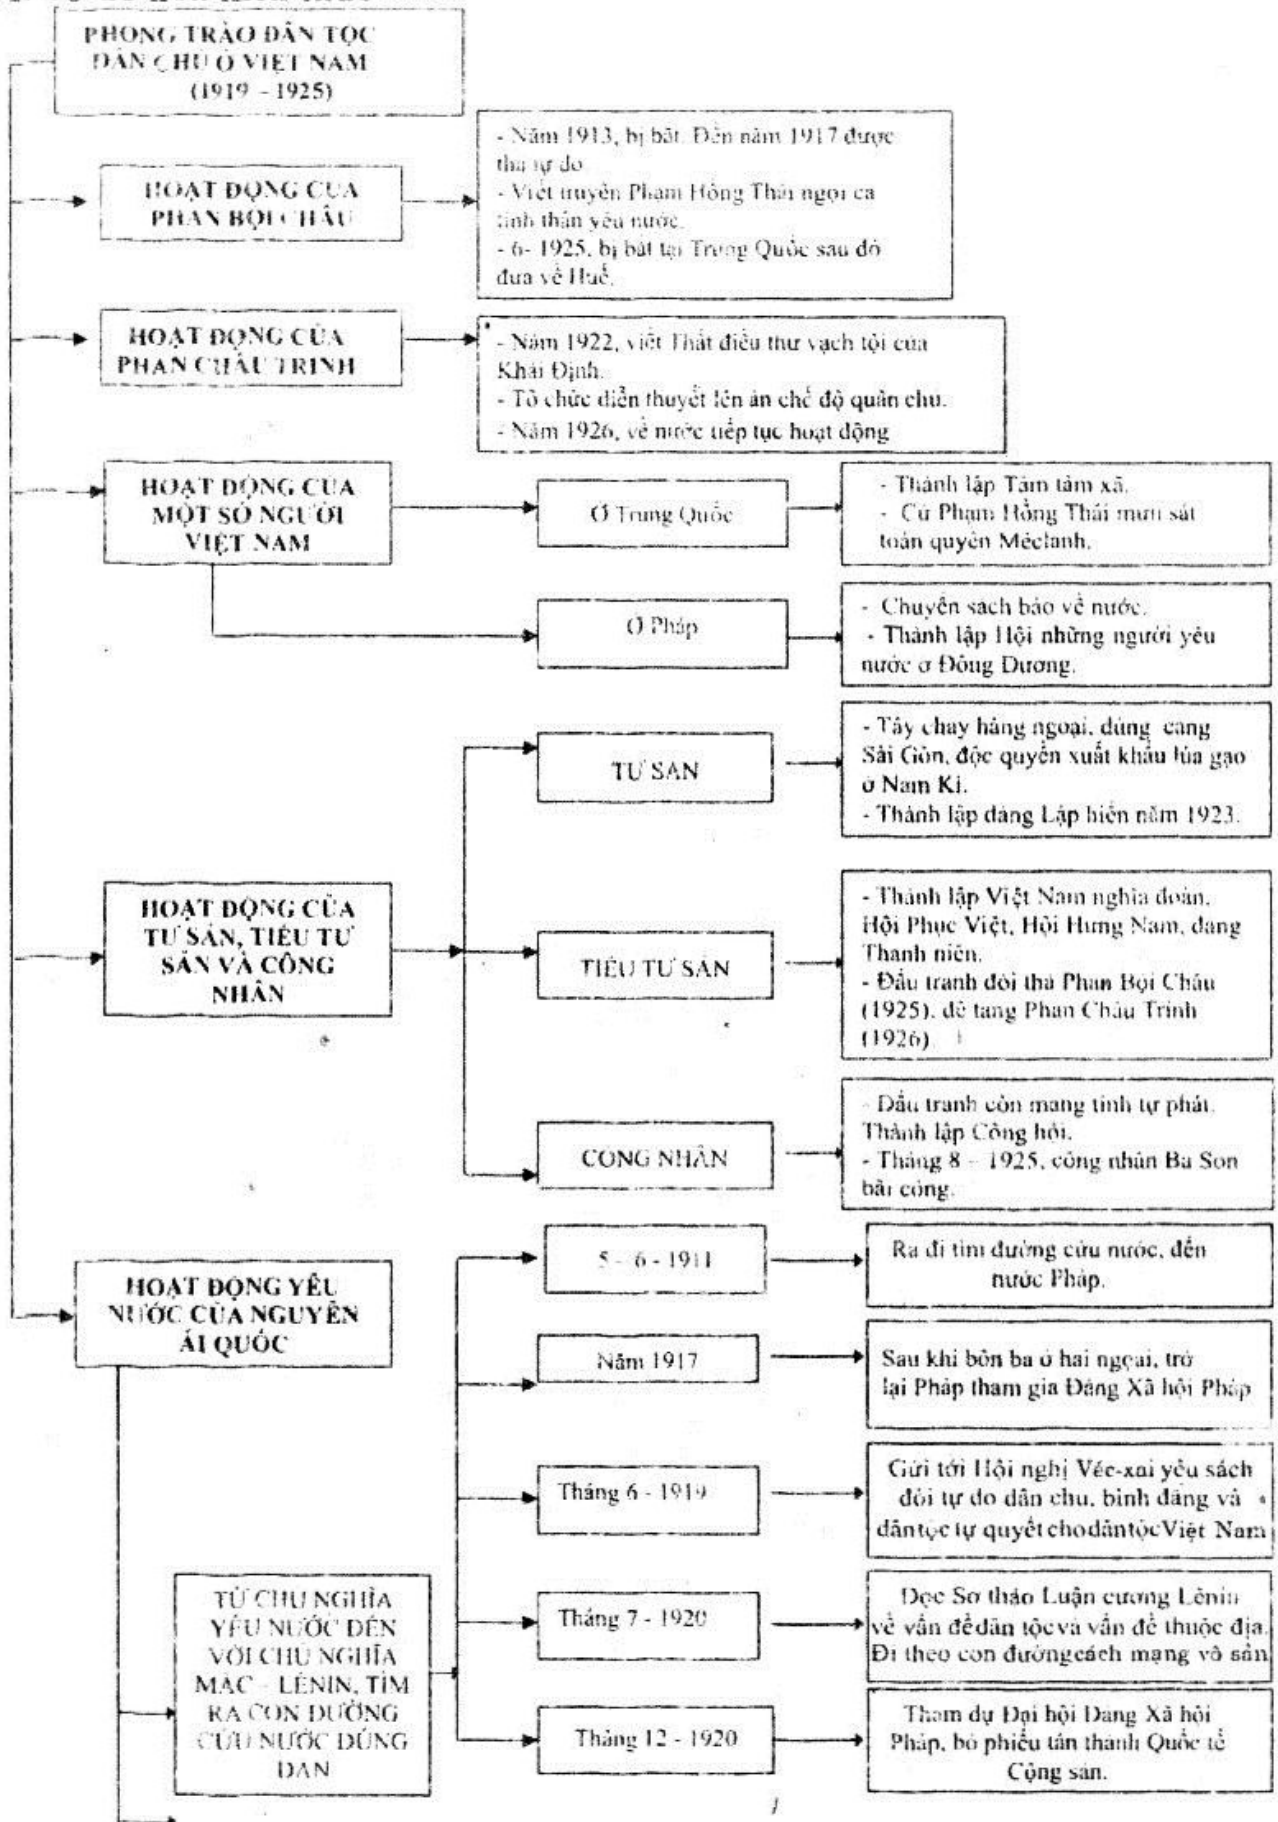 PHONG TRÀO DÂN TỘC
DÂN CHỦ Ở VIỆT NAM
(1919 - 1925)
HOẠT ĐỘNG CỦA
PHAN BỘI CHÂU
- Năm 1913, bị bắt. Đến năm 1917 được
thả tự do
- Viết truyện Phạm Hồng Thái ngợi ca
tinh thần yêu nước.
- 6- 1925, bị bắt tại Trung Quốc sau đó
đưa về Huế.
HOẠT ĐỘNG CỦA
PHAN CHÂU TRINH
- Năm 1922, viết Thất điều thư vạch tội của
Khải Định.
- Tổ chức diễn thuyết lên án chế độ quân chủ.
- Năm 1926, về nước tiếp tục hoạt động
HOẠT ĐỘNG CỦA
MỘT SỐ NGƯỜI
VIỆT NAM
Ở Trung Quốc
- Thành lập Tâm tâm xã.
- Cử Phạm Hồng Thái mưu sát
toàn quyền Méclanh.
Ở Pháp
- Chuyển sách báo về nước.
- Thành lập Hội những người yêu
nước ở Đông Dương.
HOẠT ĐỘNG CỦA
TƯ SẢN, TIỂU TƯ
SẢN VÀ CÔNG
NHÂN
TƯ SẢN
- Tẩy chay hàng ngoại, dùng cảng
Sài Gòn, độc quyền xuất khẩu lúa gạo
ở Nam Kì.
- Thành lập đảng Lập hiến năm 1923.
TIỂU TƯ SẢN
- Thành lập Việt Nam nghĩa đoàn,
Hội Phục Việt, Hội Hưng Nam, đảng
Thanh niên.
- Đấu tranh đòi thả Phan Bội Châu
(1925), để tang Phan Châu Trinh
(1926).
CÔNG NHÂN
- Đấu tranh còn mang tính tự phát.
Thành lập Công hội.
- Tháng 8 - 1925, công nhân Ba Son
bãi công.
HOẠT ĐỘNG YÊU
NƯỚC CỦA NGUYỄN
ÁI QUỐC
5 - 6 - 1911
Ra đi tìm đường cứu nước, đến
nước Pháp.
Năm 1917
Sau khi bôn ba ở hải ngoại, trở
lại Pháp tham gia Đảng Xã hội Pháp
Tháng 6 - 1919
Gửi tới Hội nghị Véc-xai yêu sách
đòi tự do dân chủ, bình đẳng và
dân tộc tự quyết cho dân tộc Việt Nam
TỪ CHỦ NGHĨA
YÊU NƯỚC ĐẾN
VỚI CHỦ NGHĨA
MÁC - LÊNIN, TÌM
RA CON ĐƯỜNG
CỨU NƯỚC ĐÚNG
ĐẮN
Tháng 7 - 1920
Đọc Sơ thảo Luận cương Lênin
về vấn đề dân tộc và vấn đề thuộc địa.
Đi theo con đường cách mạng vô sản
Tháng 12 - 1920
Tham dự Đại hội Đảng Xã hội
Pháp, bỏ phiếu tán thành Quốc tế
Cộng sản.